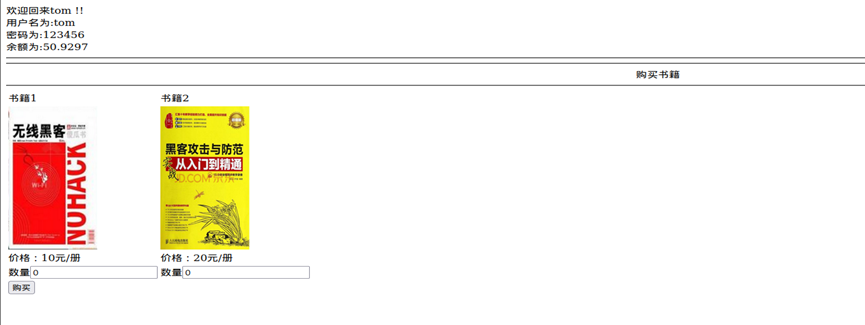 欢迎回来tom !!
用户名为:tom
密码为:123456
余额为:50.9297
购买书籍
书籍1
书籍2
无线黑客
NUHACK
黑客攻击与防范
实战
从入门到精通
价格：10元/册
价格：20元/册
数量0
数量0
购买